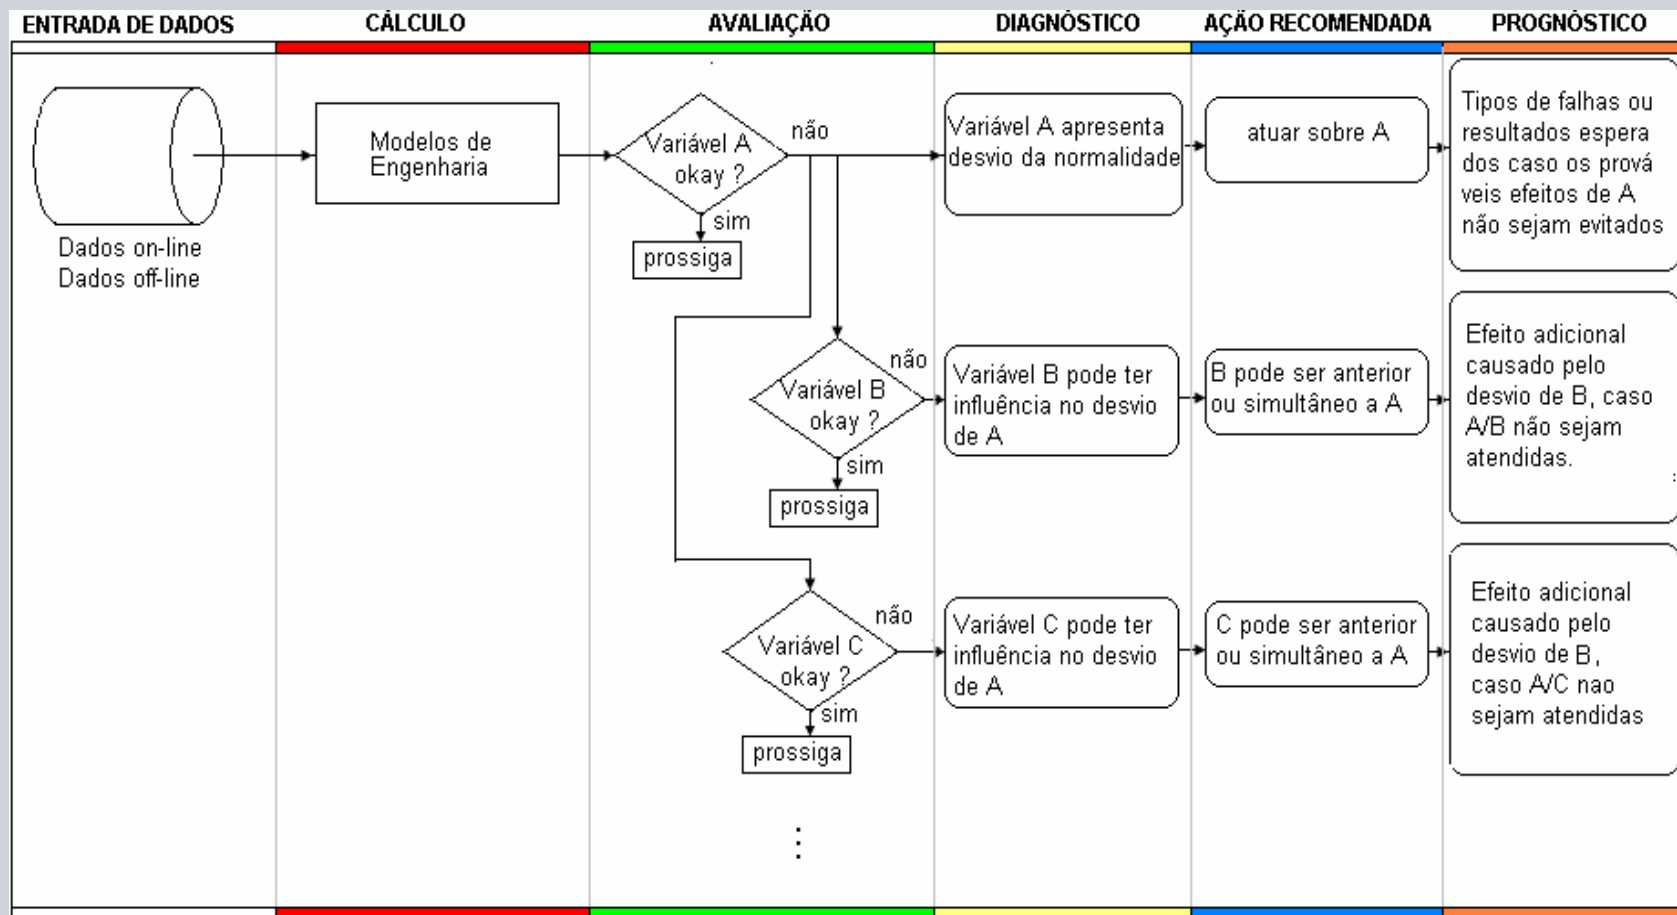 ENTRADA DE DADOS
CÁLCULO
AVALIAÇÃO
DIAGNÓSTICO
AÇÃO RECOMENDADA
PROGNÓSTICO
Dados on-line
Dados off-line
Modelos de
Engenharia
Variável A
okay ?
não
sim
prossiga
Variável A apresenta
desvio da normalidade
atuar sobre A
Tipos de falhas ou
resultados espera
dos caso os prová
veis efeitos de A
não sejam evitados
Variável B
okay ?
não
sim
prossiga
Variável B pode ter
influência no desvio
de A
B pode ser anterior
ou simultâneo a A
Efeito adicional
causado pelo
desvio de B, caso
A/B não sejam
atendidas.
Variável C
okay ?
não
sim
prossiga
Variável C pode ter
influência no desvio
de A
C pode ser anterior
ou simultâneo a A
Efeito adicional
causado pelo
desvio de B,
caso A/C nao
sejam atendidas